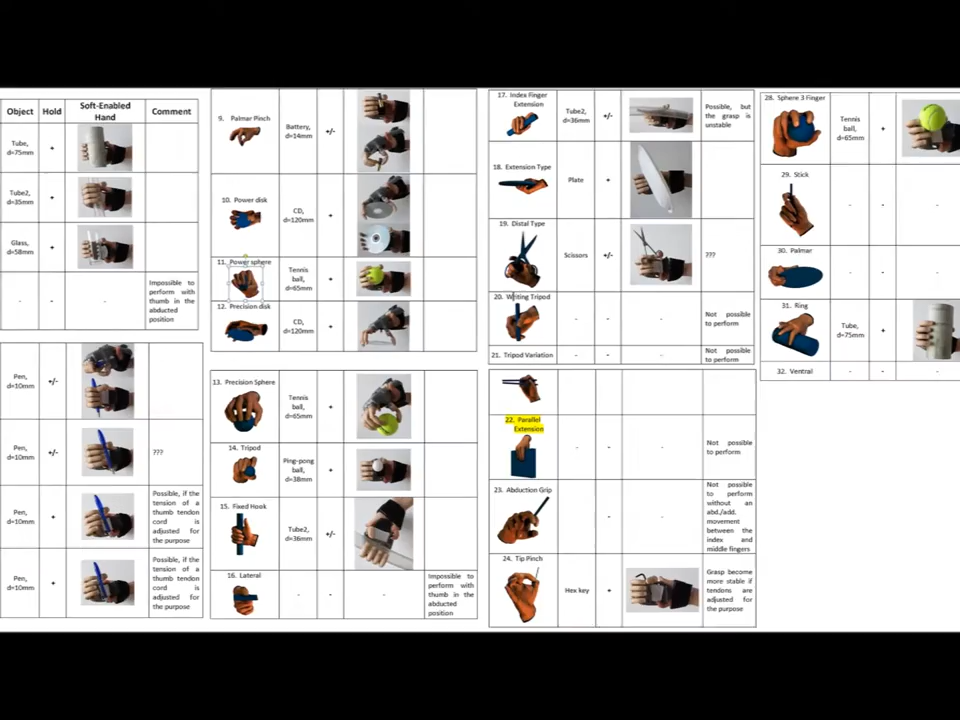 Object Hold Soft-Enabled Comment
Hand
Tube, + 
d=75mm
Tube2, +
d=35mm
Glass, +
d=58mm
- - - Impossible to
perform with
thumb in the
abducted
position
Pen, +/-
d=10mm
Pen, +/- ???
d=10mm
Pen, + Possible, if the
d=10mm tension of a
thumb tendon
cord is
adjusted for
the purpose
Pen, + Possible, if the
d=10mm tension of a
thumb tendon
cord is
adjusted for
the purpose
9. Palmar Pinch Battery, +/-
d=14mm
10. Power disk CD, +
d=120mm
11. Power sphere Tennis +
ball,
d=65mm
12. Precision disk CD, +
d=120mm
13. Precision Sphere Tennis +
ball,
d=65mm
14. Tripod Ping-pong +
ball,
d=38mm
15. Fixed Hook Tube2, +/-
d=36mm
16. Lateral - - - Impossible to
perform with
thumb in the
abducted
position
17. Index Finger Tube2, +/- Possible, but
Extension d=36mm the grasp is
unstable
18. Extension Type Plate +
19. Distal Type Scissors +/- ???
20. Writing Tripod - - - Not possible
to perform
21. Tripod Variation - - - Not possible
to perform
22. Parallel - - - Not possible
Extension to perform
23. Abduction Grip - - Not possible
to perform
without an
abd./add.
movement
between the
index and
middle fingers
24. Tip Pinch Hex key + Grasp become
more stable if
tendons are
adjusted for
the purpose
28. Sphere 3 Finger Tennis +
ball,
d=65mm
29. Stick - - -
30. Palmar - - -
31. Ring Tube, +
d=75mm
32. Ventral - - -